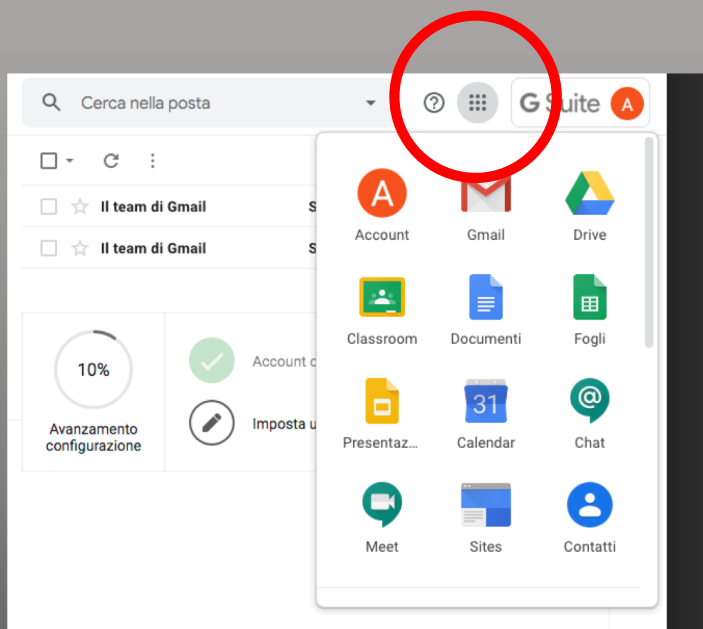 Cerca nella posta
G Suite A
Il team di Gmail S
Il team di Gmail S
A
Account Gmail Drive
Classroom Documenti Fogli
31
@
Presentaz... Calendar Chat
Meet Sites Contatti
10%
Avanzamento
configurazione
Account
Imposta u